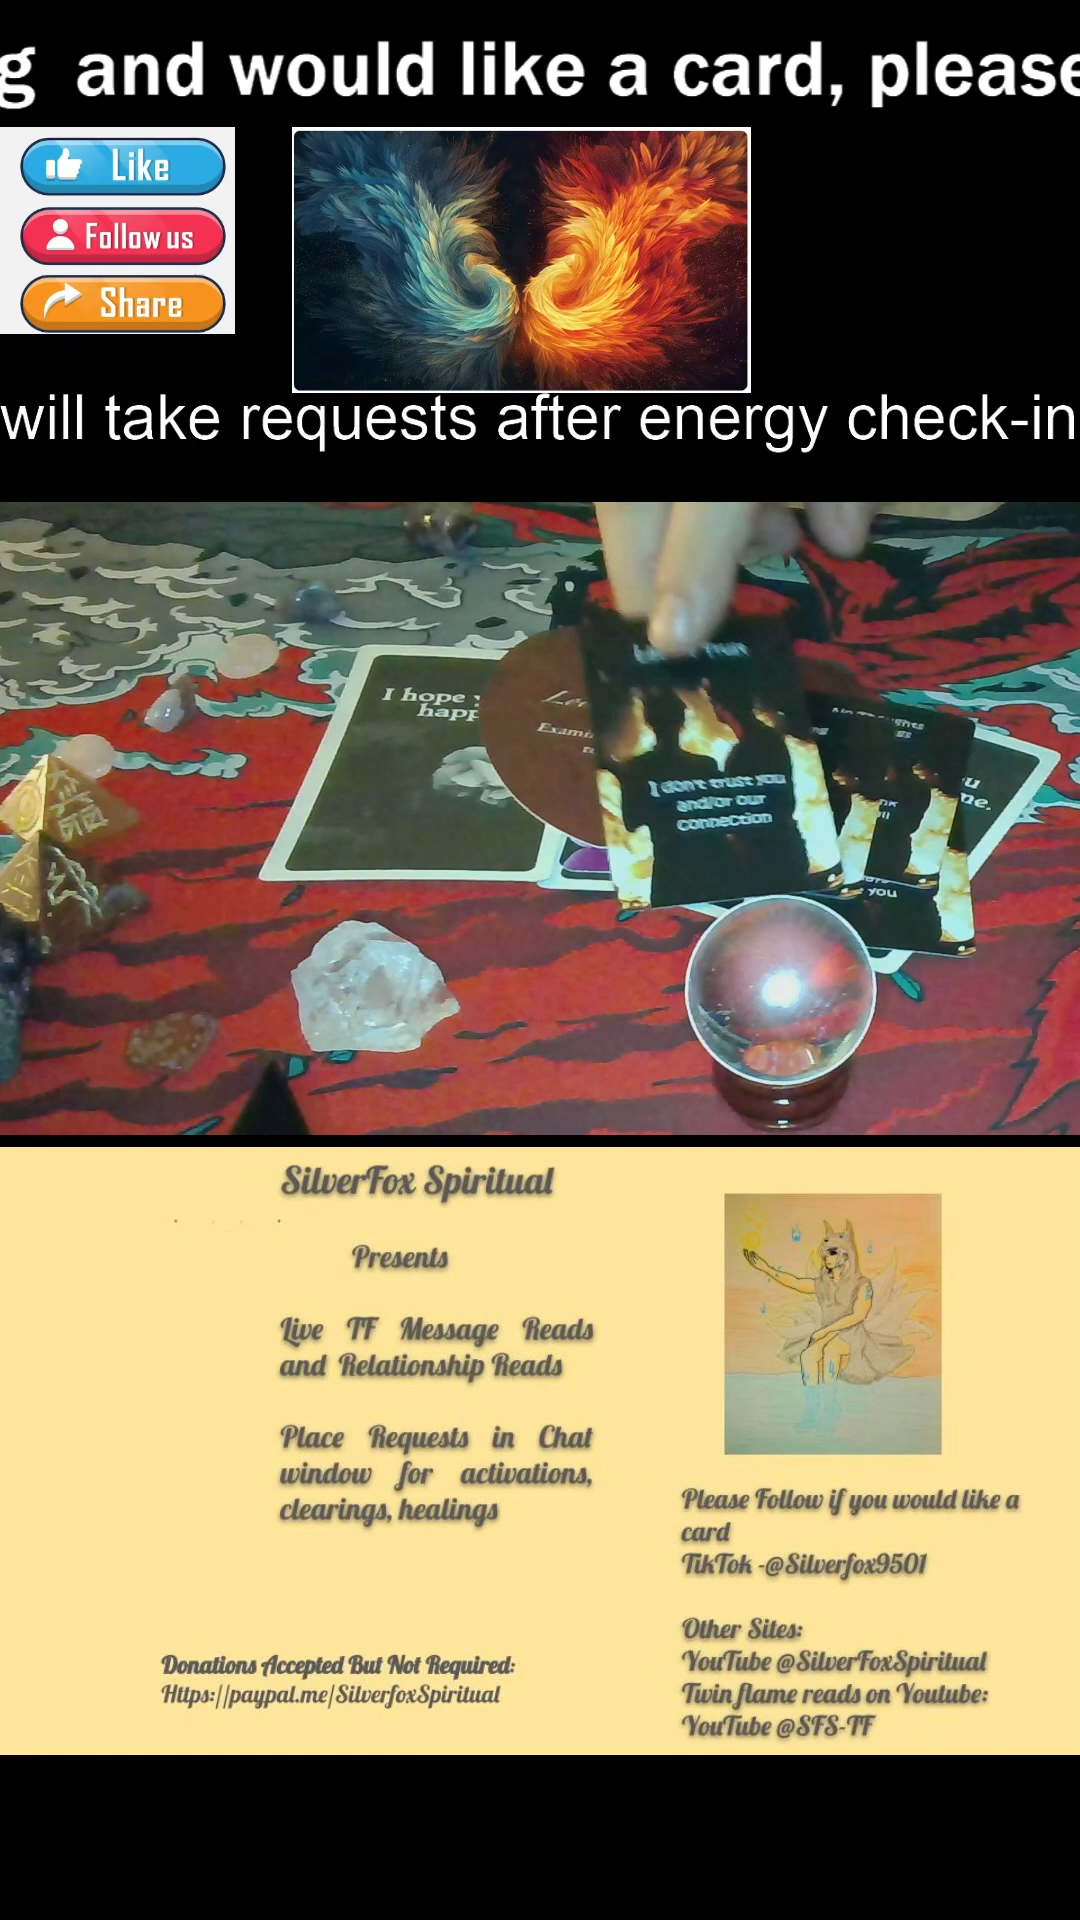 g and would like a card, please
Like
Follow us
Share
will take requests after energy check-in
I hope
happ
Exami
I don't trust you
and/or our
connection
you
SilverFox Spiritual
Presents
Live TF Message Reads
and Relationship Reads
Place Requests in Chat
window for activations,
clearings, healings
Donations Accepted But Not Required:
Https://paypal.me/SilverfoxSpiritual
Please Follow if you would like a
card
TikTok -@Silverfox9501
Other Sites:
YouTube @SilverFoxSpiritual
Twin flame reads on Youtube:
YouTube @SFS-TF